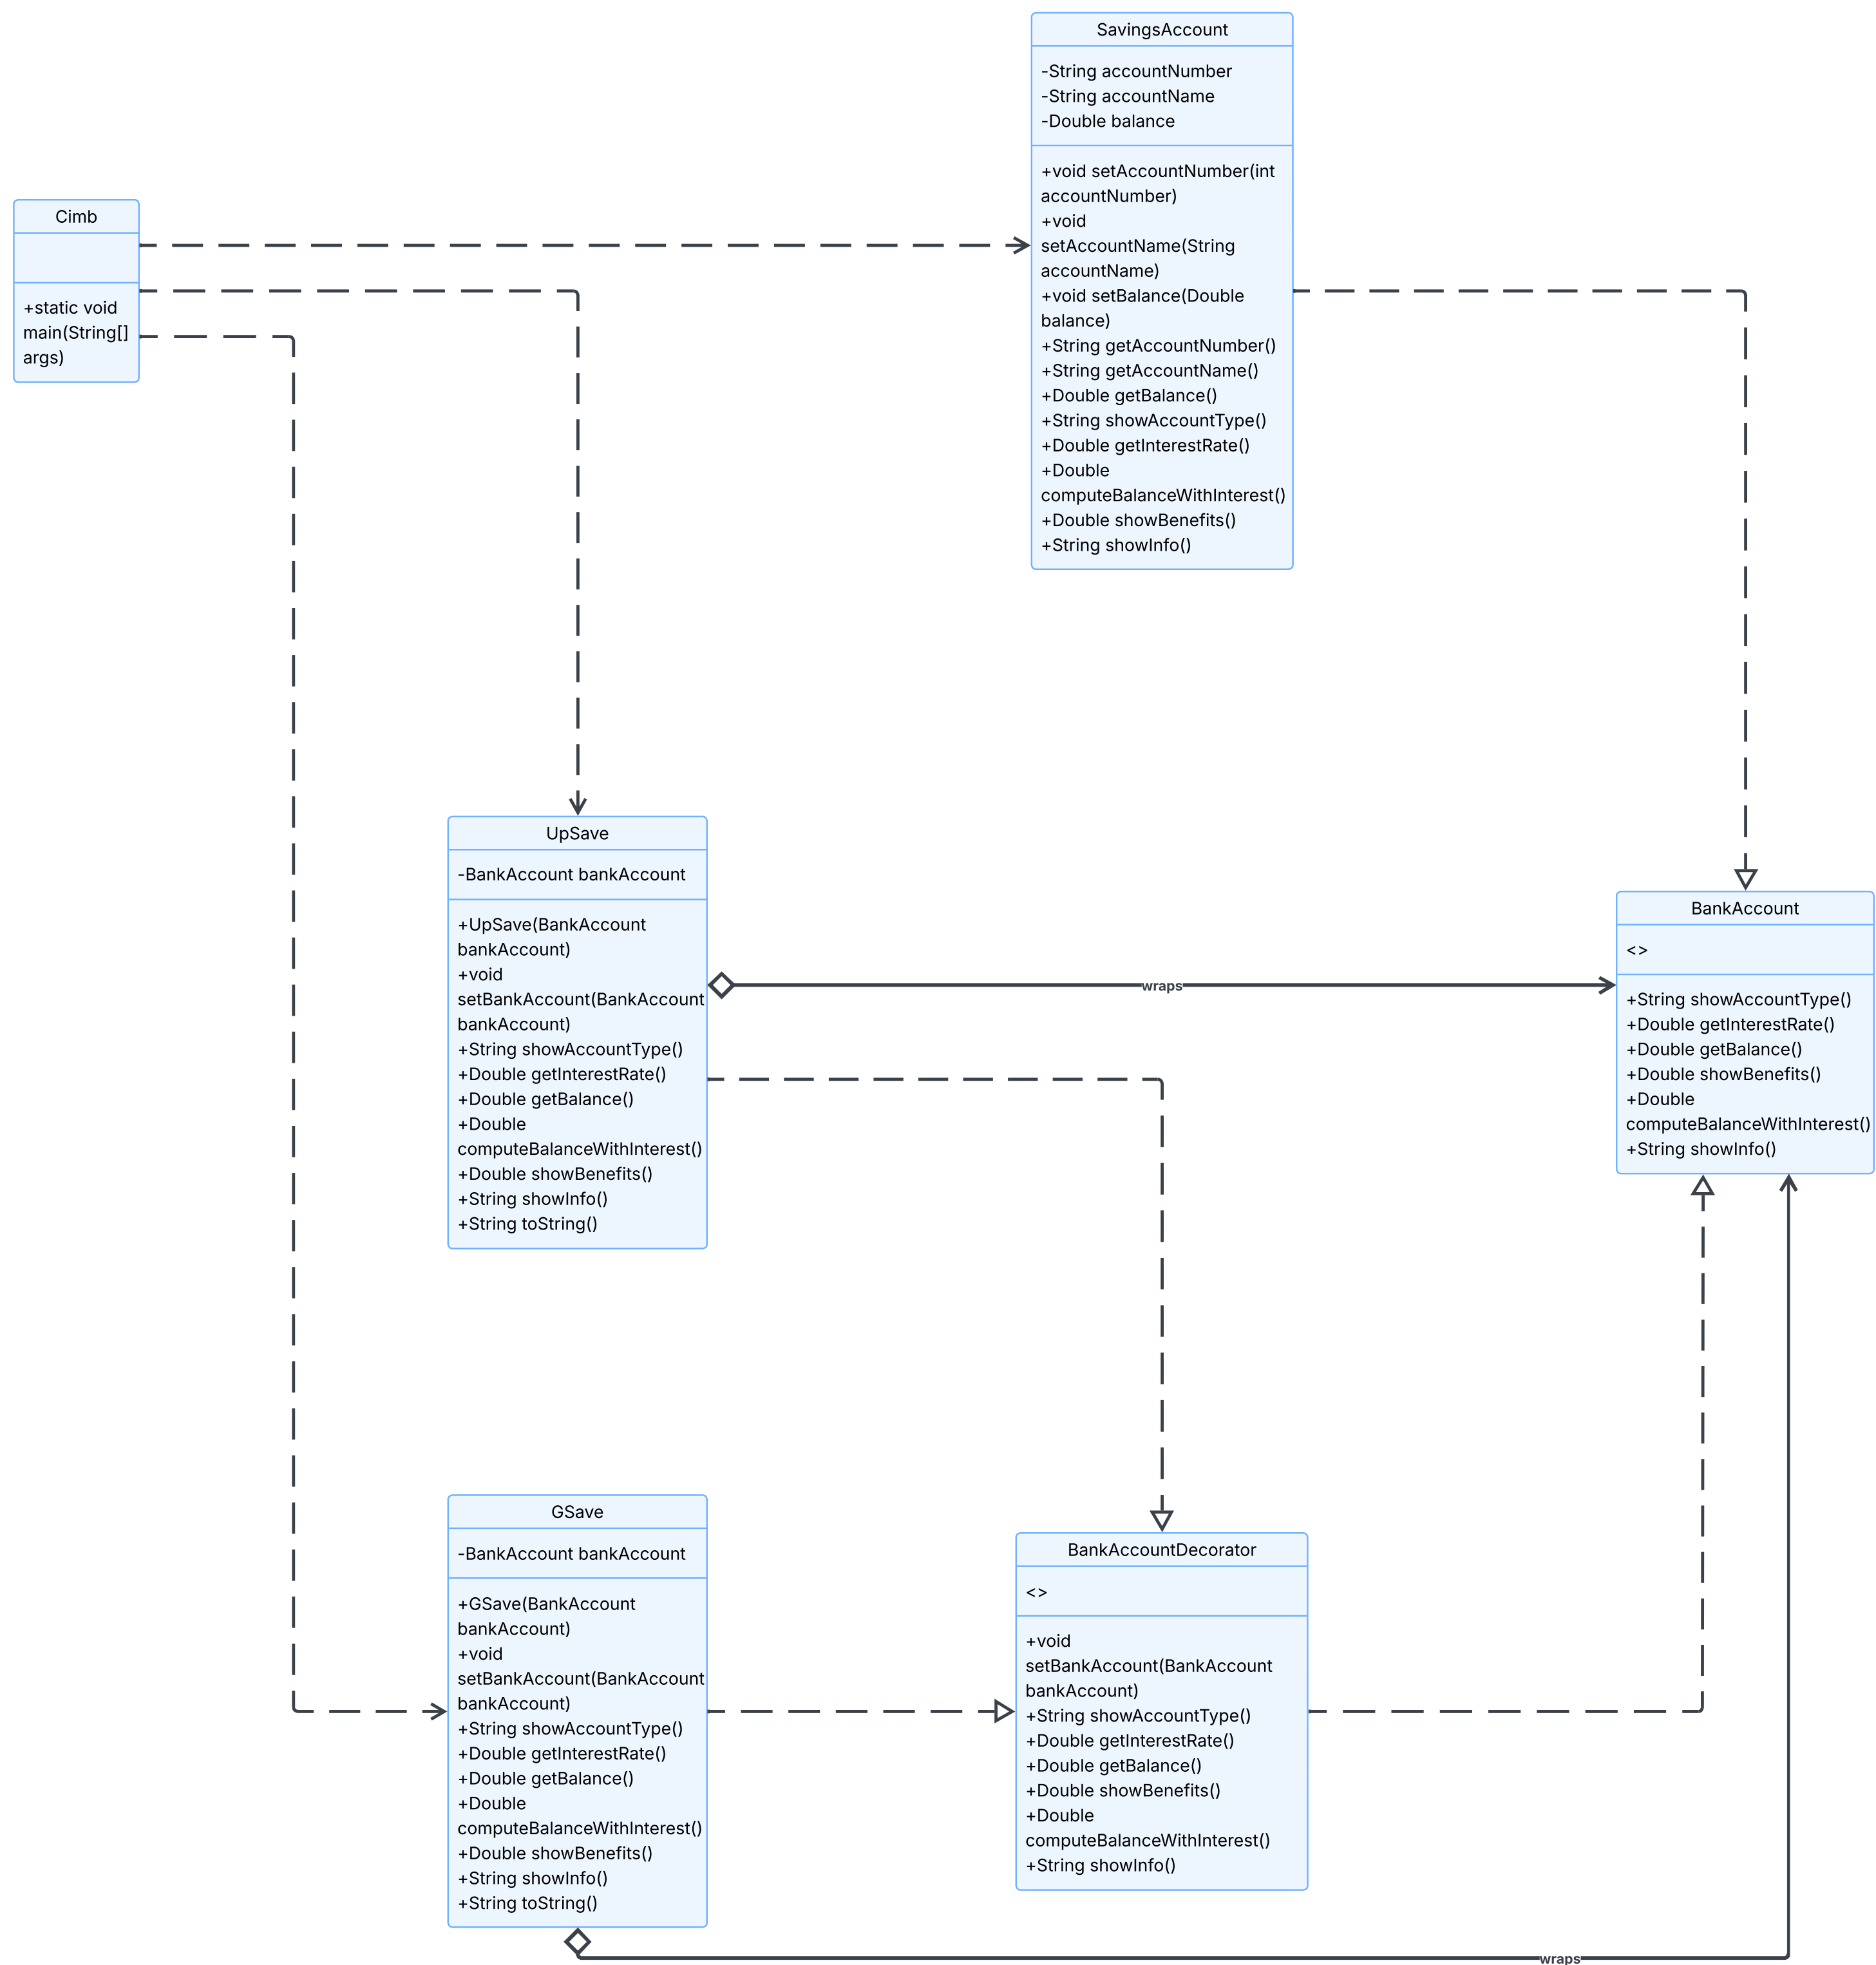 SavingsAccount
-String accountNumber
-String accountName
-Double balance
+void setAccountNumber(int
accountNumber)
+void
setAccountName(String
accountName)
+void setBalance(Double
balance)
+String getAccountNumber()
+String getAccountName()
+Double getBalance()
+String showAccountType()
+Double getInterestRate()
+Double
computeBalanceWithInterest()
+Double showBenefits()
+String showInfo()
Cimb
+static void
main(String[]
args)
UpSave
-BankAccount bankAccount
+UpSave(BankAccount
bankAccount)
+void
setBankAccount(BankAccount
bankAccount)
+String showAccountType()
+Double getInterestRate()
+Double getBalance()
+Double
computeBalanceWithInterest()
+Double showBenefits()
+String showInfo()
+String toString()
wraps
BankAccount
<>
+String showAccountType()
+Double getInterestRate()
+Double getBalance()
+Double showBenefits()
+Double
computeBalanceWithInterest()
+String showInfo()
GSave
-BankAccount bankAccount
+GSave(BankAccount
bankAccount)
+void
setBankAccount(BankAccount
bankAccount)
+String showAccountType()
+Double getInterestRate()
+Double getBalance()
+Double
computeBalanceWithInterest()
+Double showBenefits()
+String showInfo()
+String toString()
BankAccountDecorator
<>
+void
setBankAccount(BankAccount
bankAccount)
+String showAccountType()
+Double getInterestRate()
+Double getBalance()
+Double showBenefits()
+Double
computeBalanceWithInterest()
+String showInfo()
wraps